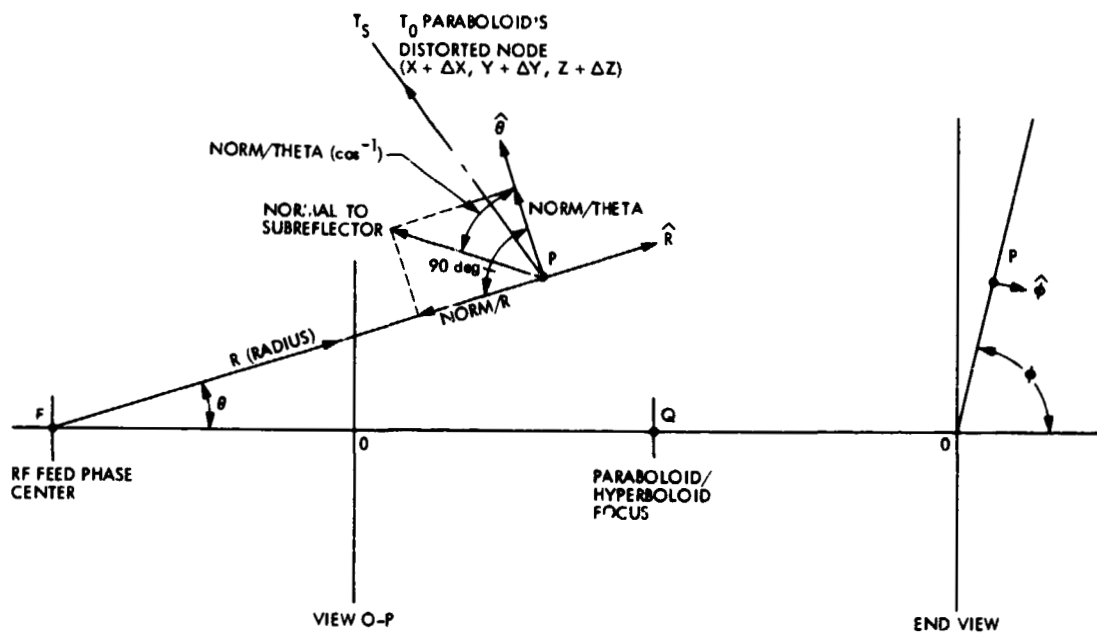 T_S T_0 PARABOLOID'S
DISTORTED NODE
(X + ΔX, Y + ΔY, Z + ΔZ)
θ̂
NORM/THETA (cos⁻¹)
NORMAL TO
SUBREFLECTOR
NORM/THETA
R̂
90 deg
P
NORM/R
R (RADIUS)
θ
F
0
Q
RF FEED PHASE
CENTER
PARABOLOID/
HYPERBOLOID
FOCUS
VIEW O-P
P
φ̂
φ
0
END VIEW